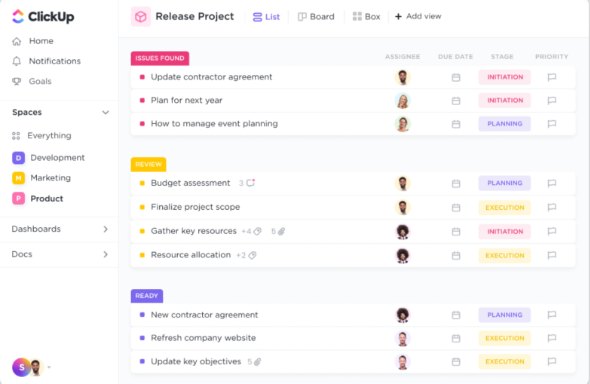 ClickUp
Home
Notifications
Goals
Spaces
Everything
D Development
M Marketing
P Product
Dashboards
Docs
S
Release Project List Board Box + Add view
ISSUES FOUND ASSIGNEE DUE DATE STAGE PRIORITY
Update contractor agreement INITIATION
Plan for next year INITIATION
How to manage event planning PLANNING
REVIEW
Budget assessment 3 PLANNING
Finalize project scope EXECUTION
Gather key resources +4 5 INITIATION
Resource allocation +2 EXECUTION
READY
New contractor agreement PLANNING
Refresh company website EXECUTION
Update key objectives 5 EXECUTION